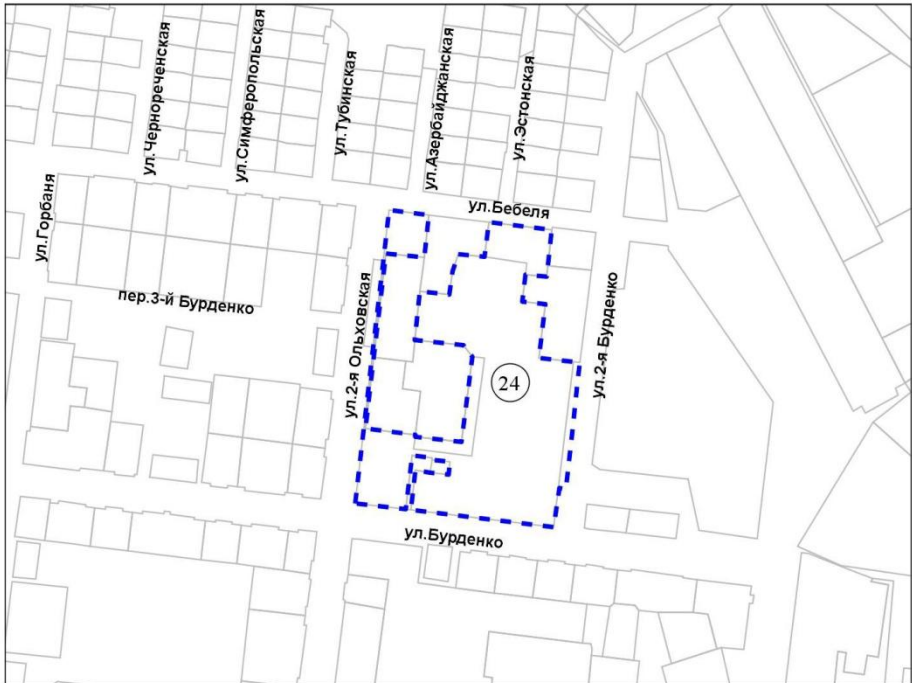 ул.Чернореченская
ул.Симферопольская
ул.Тубинская
ул.Азербайджанская
ул.Эстонская
ул.Горбаня
ул.Бебеля
пер.3-й Бурденко
ул.2-я Ольховская
ул.2-я Бурденко
24
ул.Бурденко